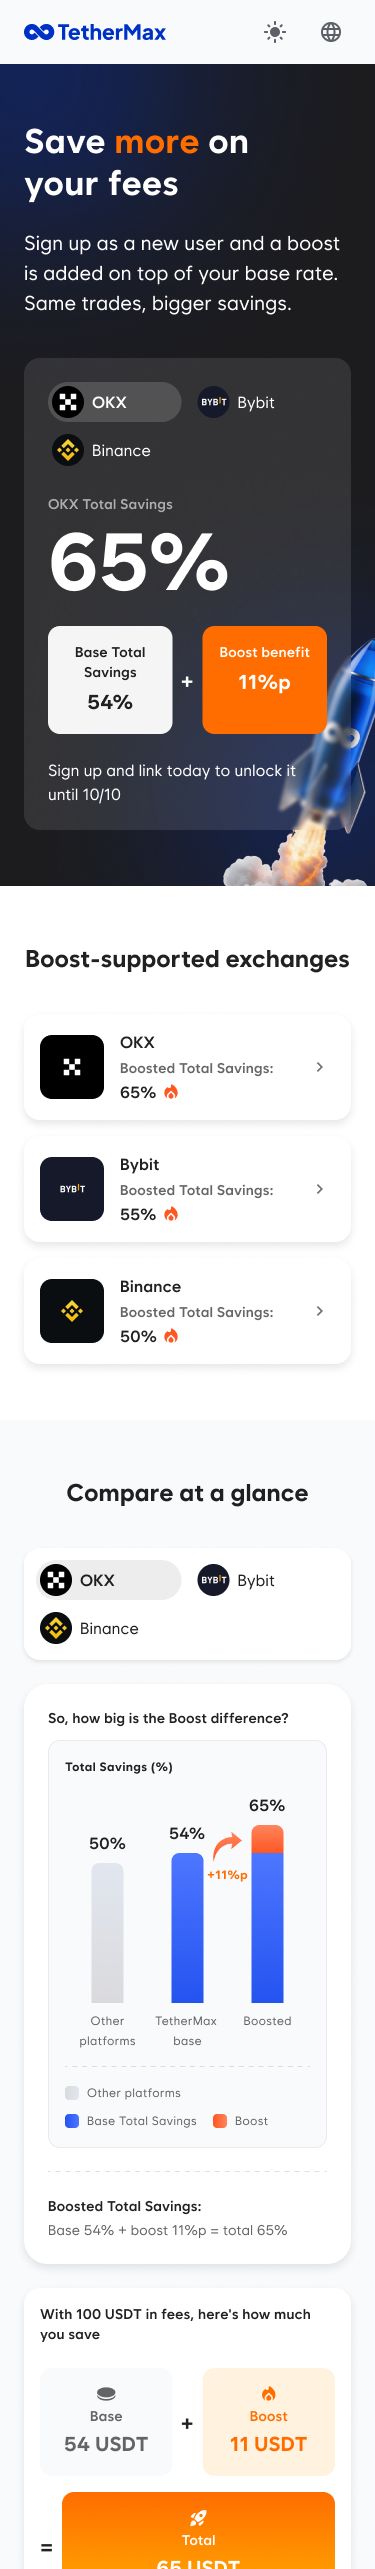 TetherMax
Save more on
your fees
Sign up as a new user and a boost
is added on top of your base rate.
Same trades, bigger savings.
OKX
BYBIT Bybit
Binance
OKX Total Savings
65%
Base Total
Savings
54%
+
Boost benefit
11%p
Sign up and link today to unlock it
until 10/10
Boost-supported exchanges
OKX
Boosted Total Savings:
65%
BYBIT
Bybit
Boosted Total Savings:
55%
Binance
Boosted Total Savings:
50%
Compare at a glance
OKX
BYBIT Bybit
Binance
So, how big is the Boost difference?
Total Savings (%)
50%
54%
65%
+11%p
Other
platforms
TetherMax
base
Boosted
Other platforms
Base Total Savings
Boost
Boosted Total Savings:
Base 54% + boost 11%p = total 65%
With 100 USDT in fees, here's how much
you save
Base
54 USDT
+
Boost
11 USDT
=
Total
65 USDT